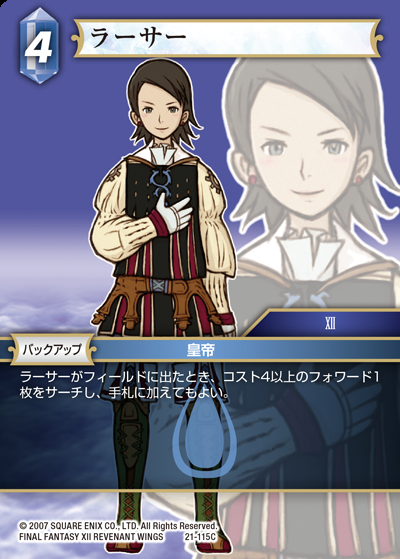 4
ラーサー
XII
バックアップ
皇帝
ラーサーがフィールドに出たとき、コスト4以上のフォワード1
枚をサーチし、手札に加えてもよい。
© 2007 SQUARE ENIX CO., LTD. All Rights Reserved.
FINAL FANTASY XII REVENANT WINGS 21-115C